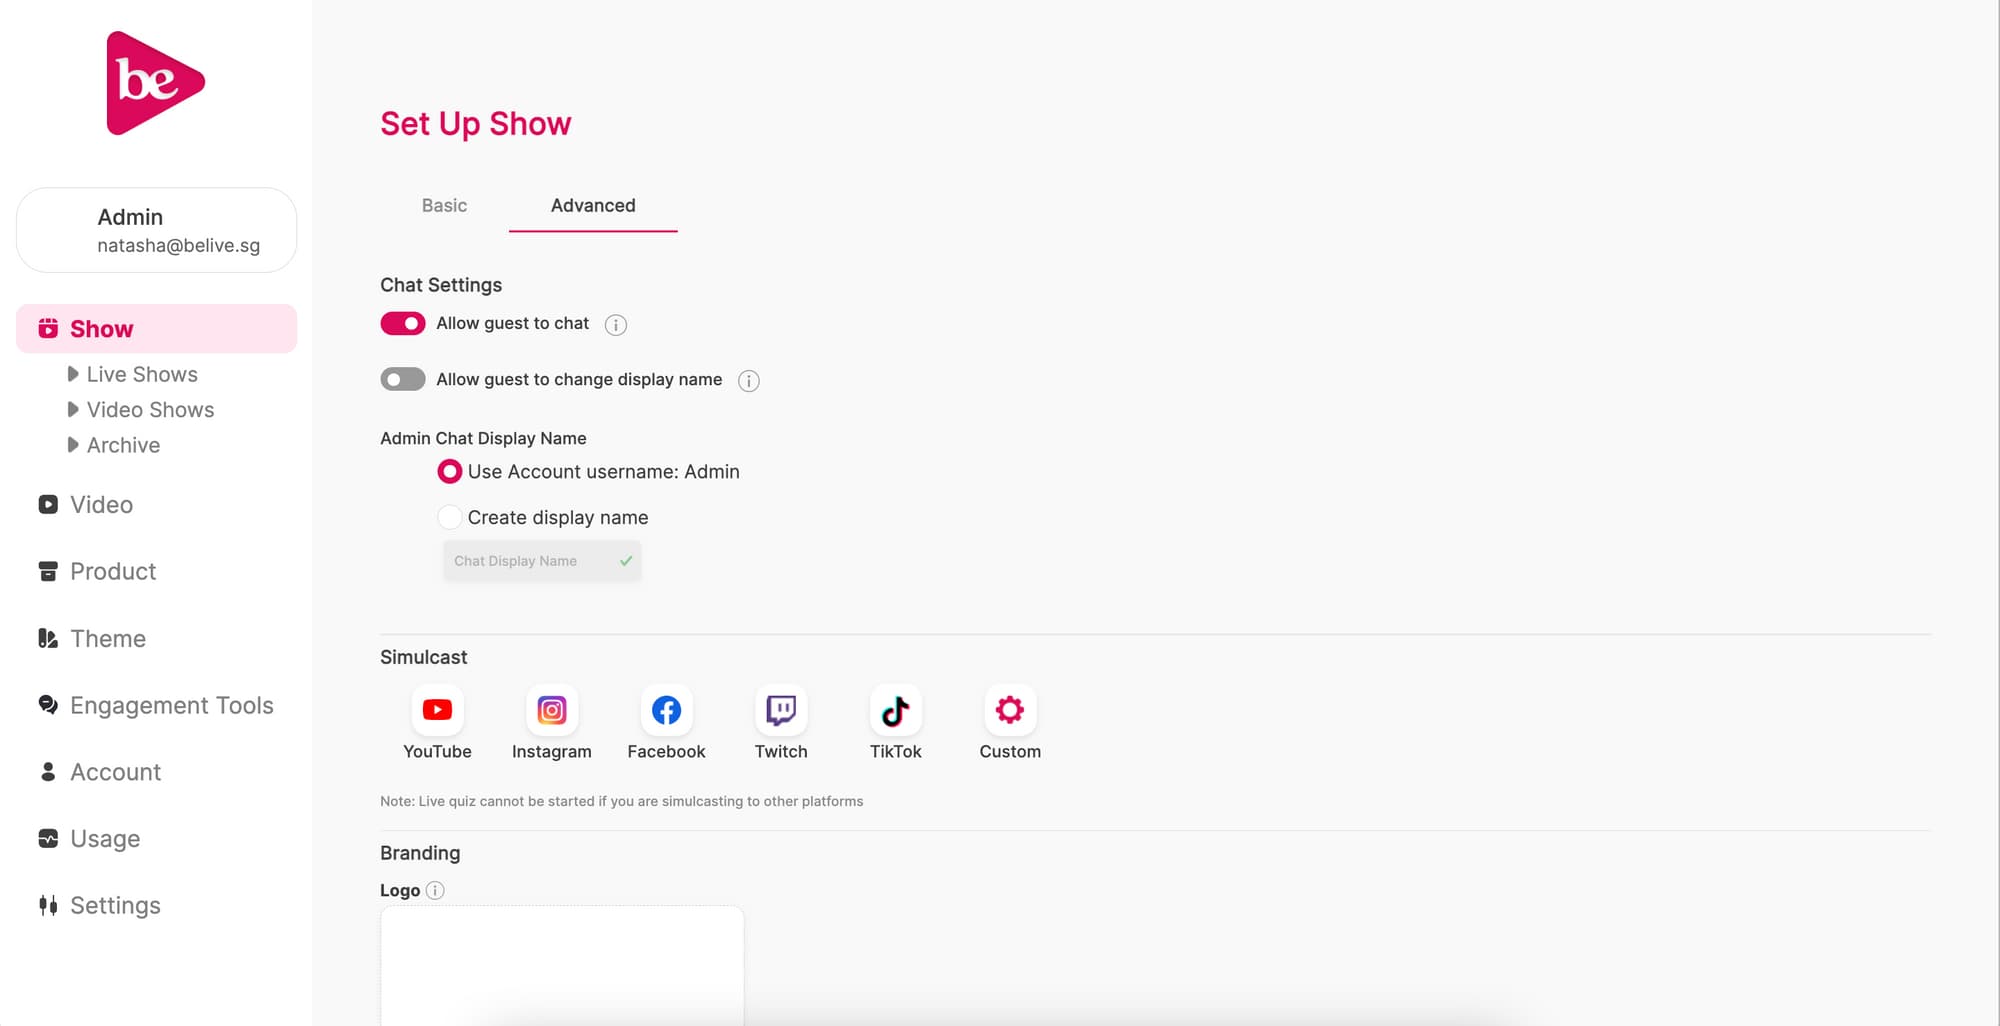 be
Admin
natasha@belive.sg
Show
Live Shows
Video Shows
Archive
Video
Product
Theme
Engagement Tools
Account
Usage
Settings
Set Up Show
Basic
Advanced
Chat Settings
Allow guest to chat
Allow guest to change display name
Admin Chat Display Name
Use Account username: Admin
Create display name
Chat Display Name
Simulcast
YouTube
Instagram
Facebook
Twitch
TikTok
Custom
Note: Live quiz cannot be started if you are simulcasting to other platforms
Branding
Logo